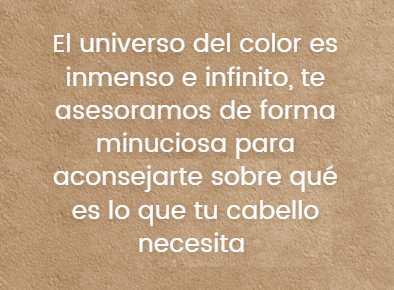 El universo del color es
inmenso e infinito, te
asesoramos de forma
minuciosa para
aconsejarte sobre qué
es lo que tu cabello
necesita